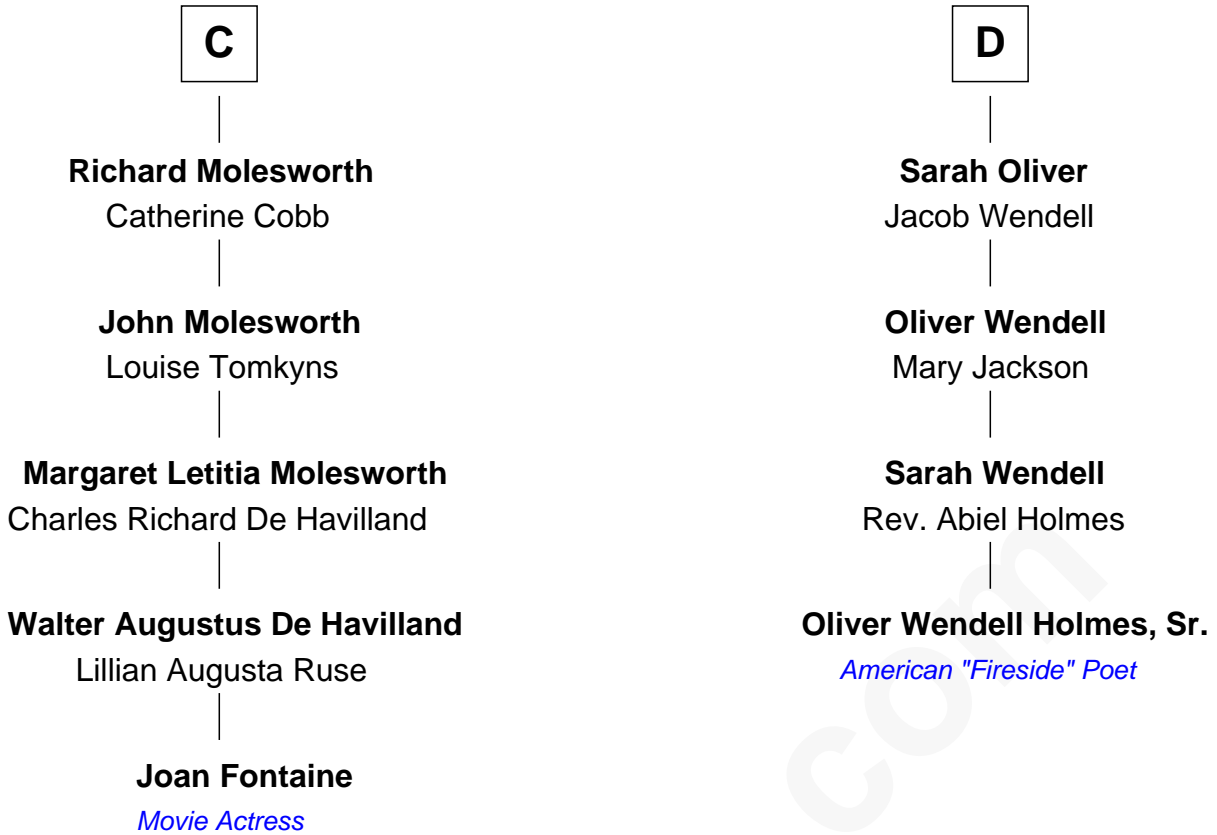 C
Richard Molesworth
Catherine Cobb
John Molesworth
Louise Tomkyns
Margaret Letitia Molesworth
Charles Richard De Havilland
Walter Augustus De Havilland
Lillian Augusta Ruse
Joan Fontaine
Movie Actress
D
Sarah Oliver
Jacob Wendell
Oliver Wendell
Mary Jackson
Sarah Wendell
Rev. Abiel Holmes
Oliver Wendell Holmes, Sr.
American "Fireside" Poet
com